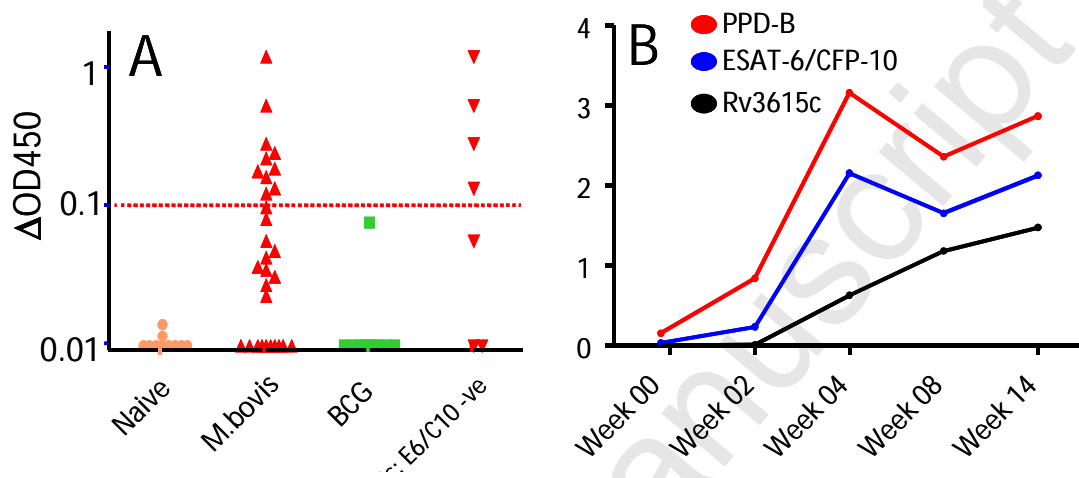 A
ΔOD450
1
0.1
0.01
Naive
M.bovis
BCG
s: E6/C10 -ve
B
PPD-B
ESAT-6/CFP-10
Rv3615c
4
3
2
1
0
Week 00
Week 02
Week 04
Week 08
Week 14
anuscript